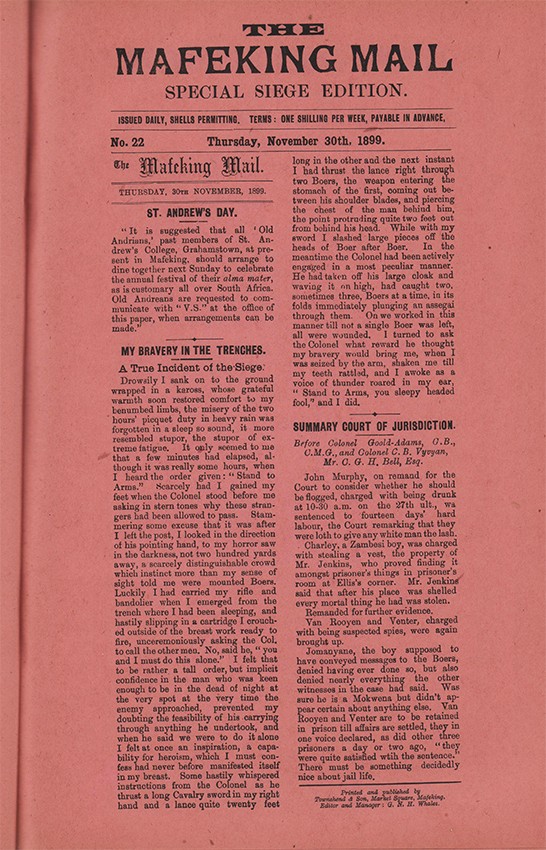 THE
MAFEKING MAIL
SPECIAL SIEGE EDITION.
ISSUED DAILY, SHELLS PERMITTING. TERMS: ONE SHILLING PER WEEK, PAYABLE IN ADVANCE.
No. 22 Thursday, November 30th, 1899.
The Mafeking Mail.
THURSDAY, 30TH NOVEMBER, 1899.
ST. ANDREW'S DAY.
"It is suggested that all 'Old
Andrians,' past members of St. An-
drew's College, Grahamstown, at pre-
sent in Mafeking, should arrange to
dine together next Sunday to celebrate
the annual festival of their alma mater,
as is customary all over South Africa.
Old Andreans are requested to com-
municate with "V.S." at the office of
this paper, when arrangements can be
made."
MY BRAVERY IN THE TRENCHES.
A True Incident of the Siege.
Drowsily I sank on to the ground
wrapped in a kaross, whose grateful
warmth soon restored comfort to my
benumbed limbs, the misery of the two
hours' piquet duty in heavy rain was
forgotten in a sleep so sound, it more
resembled stupor, the stupor of ex-
treme fatigue. It only seemed to me
that a few minutes had elapsed, al-
though it was really some hours, when
I heard the order given: "Stand to
Arms." Scarcely had I gained my
feet when the Colonel stood before me
asking in stern tones why these stran-
gers had been allowed to pass. Stam-
mering some excuse that it was after
I left the post, I looked in the direction
of his pointing hand, to my horror saw
in the darkness, not two hundred yards
away, a scarcely distinguishable crowd
which instinct more than my sense of
sight told me were mounted Boers.
Luckily I had carried my rifle and
bandolier when I emerged from the
trench where I had been sleeping, and
hastily slipping in a cartridge I crouch-
ed outside of the breast work ready to
fire, unceremoniously asking the Col.
to call the other men. No, said he, "you
and I must do this alone." I felt that
to be rather a tall order, but implicit
confidence in the man who was keen
enough to be in the dead of night at
the very spot at the very time the
enemy approached, prevented my
doubting the feasibility of his carrying
through anything he undertook, and
when he said we were to do it alone
I felt at once an inspiration, a capa-
bility for heroism, which I must con-
fess had never before manifested itself
in my breast. Some hastily whispered
instructions from the Colonel as he
thrust a long Cavalry sword in my right
hand and a lance quite twenty feet
long in the other and the next instant
I had thrust the lance right through
two Boers, the weapon entering the
stomach of the first, coming out be-
tween his shoulder blades, and piercing
the chest of the man behind him,
the point protruding quite two feet out
from behind his head. While with my
sword I slashed large pieces off the
heads of Boer after Boer. In the
meantime the Colonel had been actively
engaged in a most peculiar manner.
He had taken off his large cloak and
waving it on high, had caught two,
sometimes three, Boers at a time, in its
folds immediately plunging an assegai
through them. On we worked in this
manner till not a single Boer was left,
all were wounded. I turned to ask
the Colonel what reward he thought
my bravery would bring me, when I
was seized by the arm, shaken me till
my teeth rattled, and I awoke as a
voice of thunder roared in my ear,
"Stand to Arms, you sleepy headed
fool," and I did.
SUMMARY COURT OF JURISDICTION.
Before Colonel Goold-Adams, C.B.,
C.M.G., and Colonel C. B. Vyvyan,
Mr. C. G. H. Bell, Esq.
John Murphy, on remand for the
Court to consider whether he should
be flogged, charged with being drunk
at 10-30 a.m. on the 27th ult., wa
sentenced to fourteen days' hard
labour, the Court remarking that they
were loth to give any white man the lash.
Charley, a Zambesi boy, was charged
with stealing a vest, the property of
Mr. Jenkins, who proved finding it
amongst prisoner's things in prisoner's
room at Ellis's corner. Mr. Jenkins
said that after his place was shelled
every mortal thing he had was stolen.
Remanded for further evidence.
Van Rooyen and Venter, charged
with being suspected spies, were again
brought up.
Jomanyane, the boy supposed to
have conveyed messages to the Boers,
denied having ever done so, but also
denied nearly everything the other
witnesses in the case had said. Was
sure he is a Mokwena but didn't ap-
pear certain about anything else. Van
Rooyen and Venter are to be retained
in prison till affairs are settled, they in
one voice declared, as did other three
prisoners a day or two ago, "they
were quite satisfied wtih the sentence."
There must be something decidedly
nice about jail life.
Printed and published by
Townshend & Son, Market Square, Mafeking.
Editor and Manager: G. N. H. Whales.